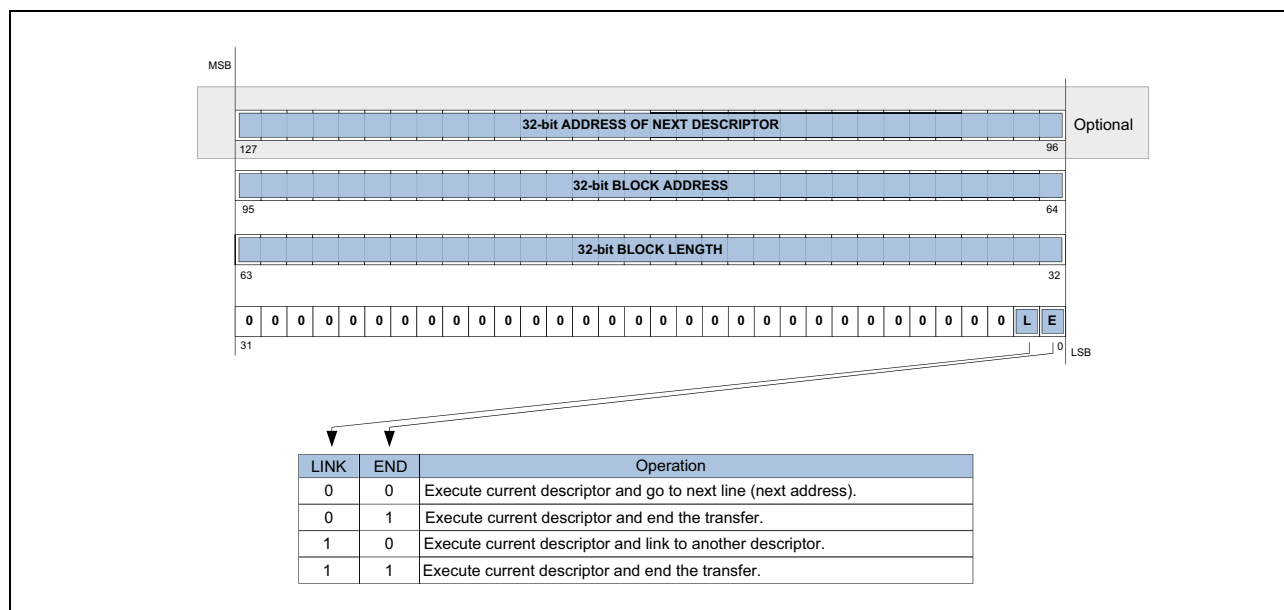 MSB
32-bit ADDRESS OF NEXT DESCRIPTOR
Optional
127 96
32-bit BLOCK ADDRESS
95 64
32-bit BLOCK LENGTH
63 32
0 0 0 0 0 0 0 0 0 0 0 0 0 0 0 0 0 0 0 0 0 0 0 0 0 0 0 0 0 0 L E
31 0
LSB
LINK END Operation
0 0 Execute current descriptor and go to next line (next address).
0 1 Execute current descriptor and end the transfer.
1 0 Execute current descriptor and link to another descriptor.
1 1 Execute current descriptor and end the transfer.